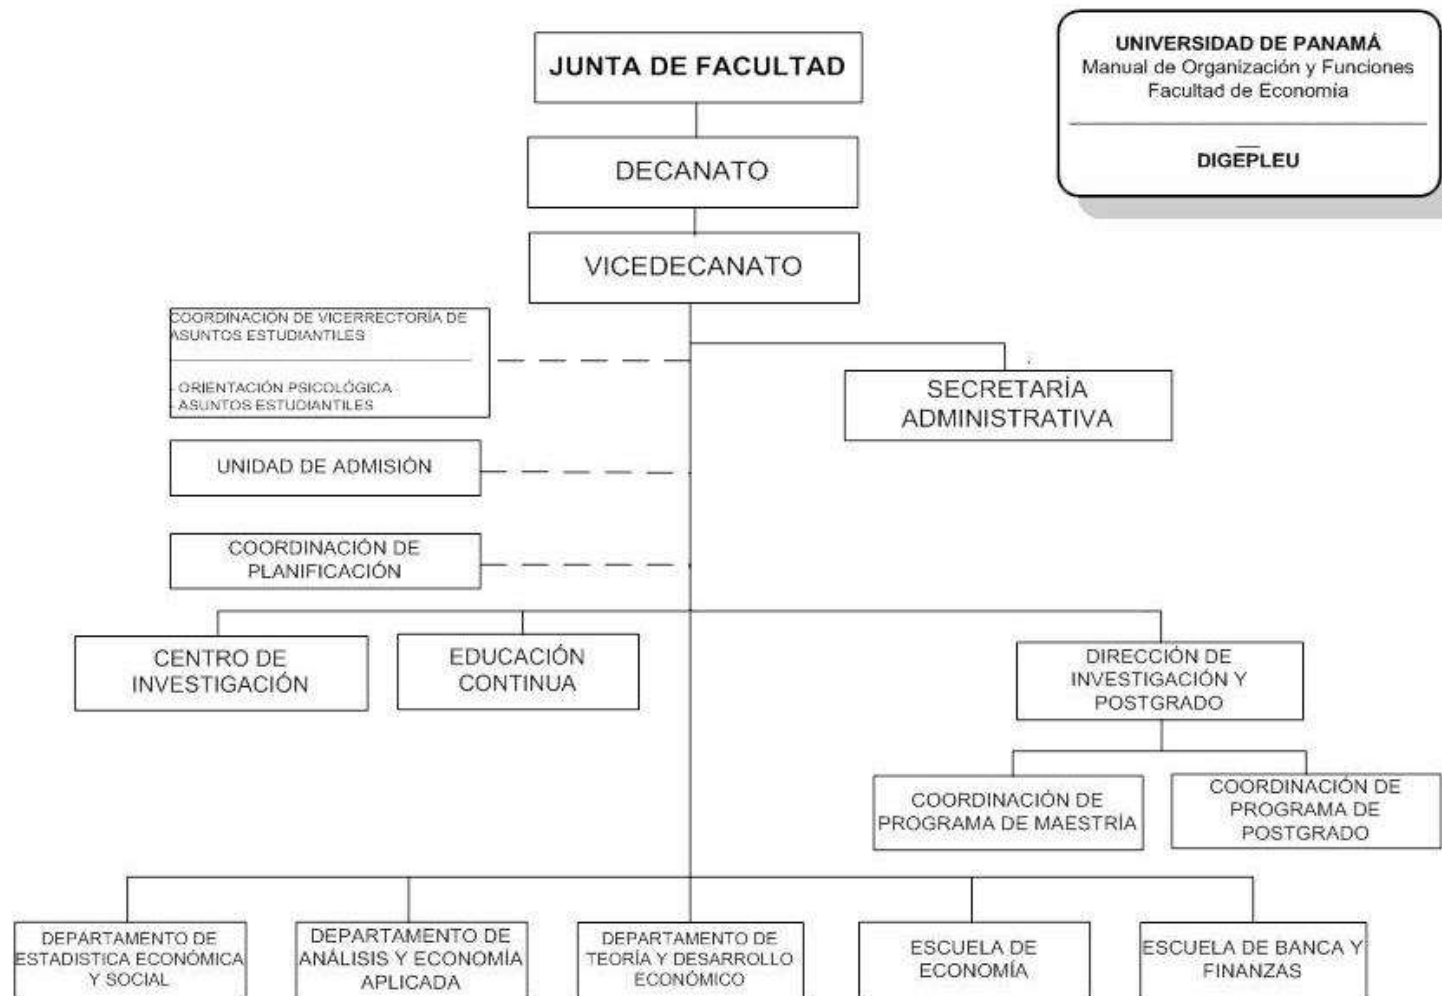 JUNTA DE FACULTAD
UNIVERSIDAD DE PANAMÁ
Manual de Organización y Funciones
Facultad de Economía
DIGEPLEU
DECANATO
VICEDECANATO
COORDINACIÓN DE VICERRECTORÍA DE
ASUNTOS ESTUDIANTILES
- ORIENTACIÓN PSICOLÓGICA
- ASUNTOS ESTUDIANTILES
SECRETARÍA
ADMINISTRATIVA
UNIDAD DE ADMISIÓN
COORDINACIÓN DE
PLANIFICACIÓN
CENTRO DE
INVESTIGACIÓN
EDUCACIÓN
CONTINUA
DIRECCIÓN DE
INVESTIGACIÓN Y
POSTGRADO
COORDINACIÓN DE
PROGRAMA DE MAESTRÍA
COORDINACIÓN DE
PROGRAMA DE
POSTGRADO
DEPARTAMENTO DE
ESTADISTICA ECONÓMICA
Y SOCIAL
DEPARTAMENTO DE
ANÁLISIS Y ECONOMÍA
APLICADA
DEPARTAMENTO DE
TEORÍA Y DESARROLLO
ECONÓMICO
ESCUELA DE
ECONOMÍA
ESCUELA DE BANCA Y
FINANZAS